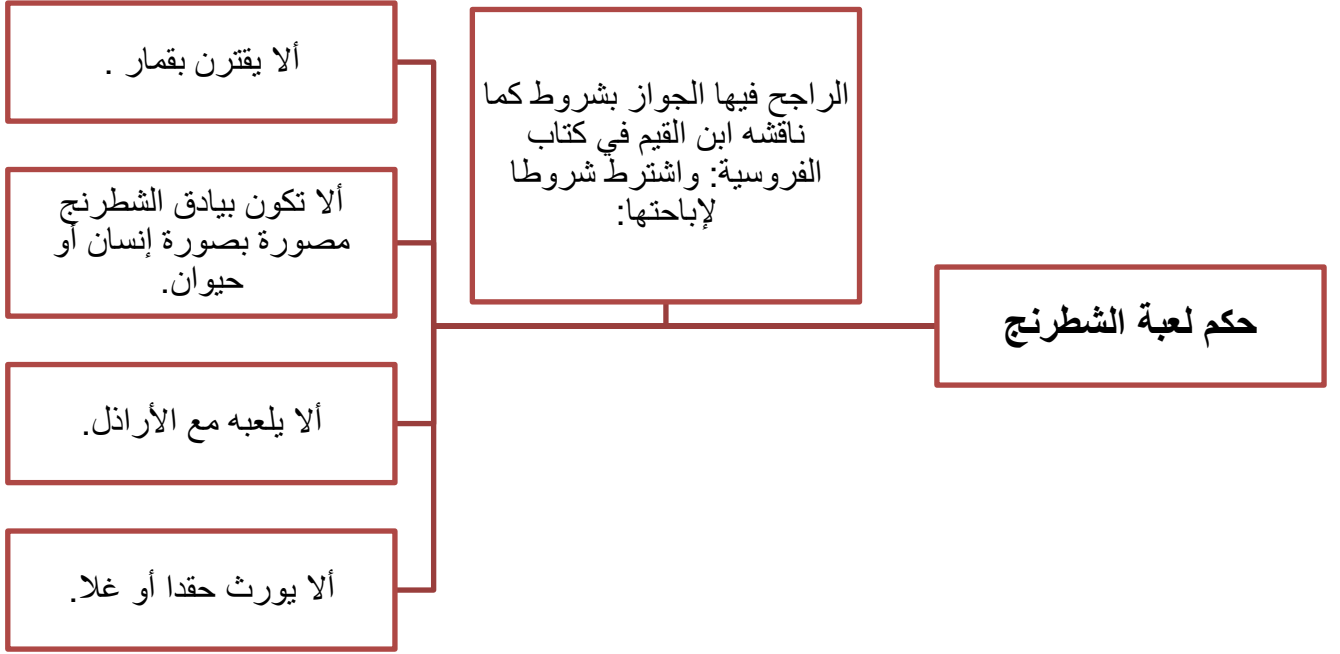 حكم لعبة الشطرنج
الراجح فيها الجواز بشروط كما
ناقشه ابن القيم في كتاب
الفروسية: واشترط شروطا
لإباحتها:
ألا يقترن بقمار .
ألا تكون بيادق الشطرنج
مصورة بصورة إنسان أو
حيوان.
ألا يلعبه مع الأراذل.
ألا يورث حقدا أو غلا.